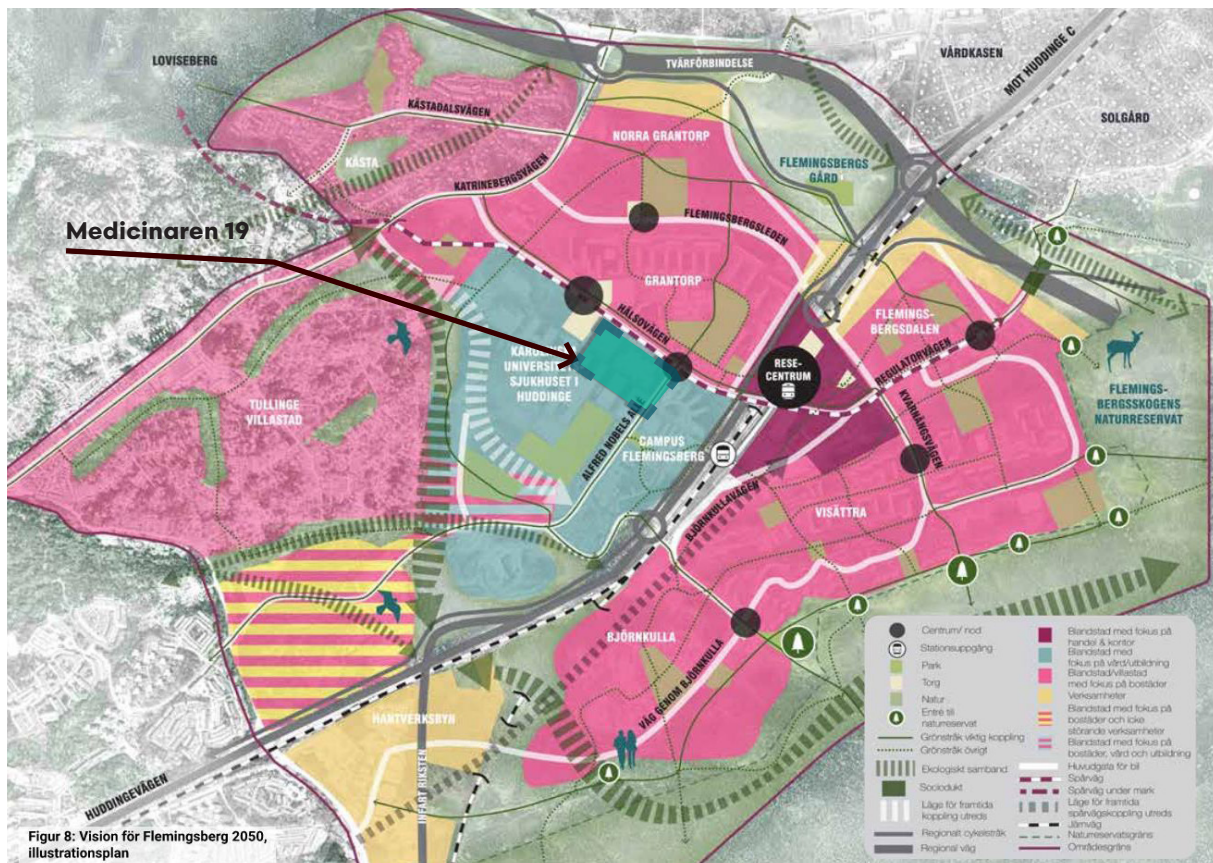 LOVISEBERG
TVÄRFÖRBINDELSE
VÅRDKASEN
MOT HUDDINGE C
SOLGÅRD
KÄSTADALSVÄGEN
NORRA GRANTORP
KÄSTA
FLEMINGSBERGS
GÅRD
KATRINEBERGSVÄGEN
FLEMINGSBERGSLEDEN
Medicinaren 19
GRANTORP
HÄLSOVÄGEN
FLEMINGS-
BERGSDALEN
KAROLINSKA
UNIVERSITETS
SJUKHUSET I
HUDDINGE
RESE-
CENTRUM
REGULATORVÄGEN
FLEMINGS-
BERGSSKOGENS
NATURRESERVAT
TULLINGE
VILLASTAD
ALFRED NOBELS ALLÉ
CAMPUS
FLEMINGSBERG
KVARNÄNGSVÄGEN
BJÖRNKULLAVÄGEN
VISÄTTRA
BJÖRNKULLA
VÄG GENOM BJÖRNKULLA
HANTVERKSBYN
INFART RIKSTEN
HUDDINGEVÄGEN
Centrum/ nod
Stationsuppgång
Park
Torg
Natur
Entré till
naturreservat
Grönstråk viktig koppling
Grönstråk övrigt
Ekologiskt samband
Sociodukt
Läge för framtida
koppling utreds
Regionalt cykelstråk
Regional väg
Blandstad med fokus på
handel & kontor
Blandstad med
fokus på vård/utbildning
Blandstad/villastad
med fokus på bostäder
Verksamheter
Blandstad med fokus på
bostäder och icke
störande verksamheter
Blandstad med fokus på
bostäder, vård och utbildning
Huvudgata för bil
Spårväg
Spårväg under mark
Läge för framtida
spårvägskoppling utreds
Järnväg
Naturreservatsgräns
Områdesgräns
Figur 8: Vision för Flemingsberg 2050,
illustrationsplan